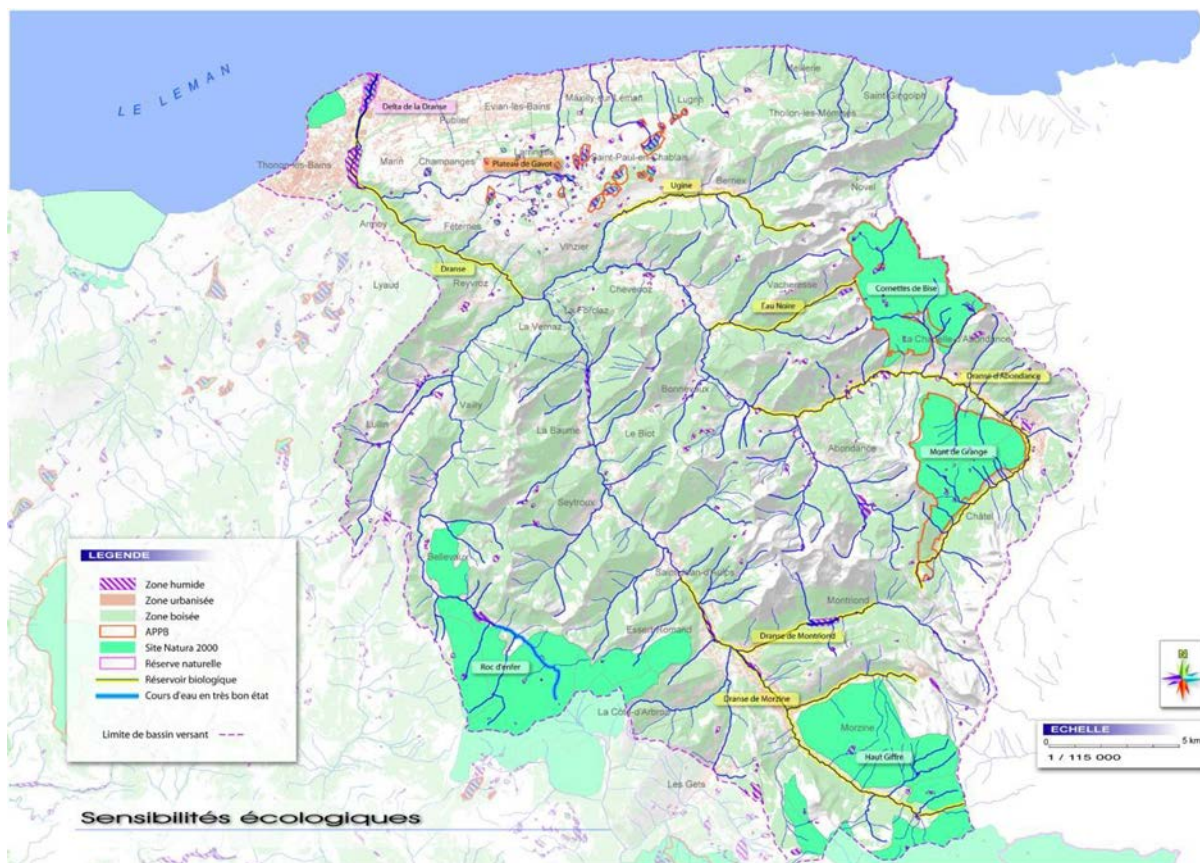 LE LEMAN
Meillerie
Saint-Gingolph
Delta de la Dranse
Evian-les-Bains
Maxilly-sur-Léman
Lugrin
Publier
Thollon-les-Mémises
Thonon-les-Bains
Marin
Champanges
Larringes
Plateau de Gavot
Saint-Paul-en-Chablais
Bernex
Ugine
Novel
Armoy
Féternes
Vinzier
Dranse
Reyvroz
Lyaud
Chevenoz
Vacheresse
Cornettes de Bise
Eau Noire
La Forclaz
La Vernaz
La Chapelle-d'Abondance
Dranse d'Abondance
Bonnevaux
Vailly
Lullin
La Baume
Le Biot
Abondance
Mont de Grange
Seytroux
Châtel
Bellevaux
Saint-Jean-d'Aulps
Montriond
Essert-Romand
Dranse de Montriond
Roc d'enfer
Dranse de Morzine
La Côte-d'Arbroz
Morzine
Haut Giffre
Les Gets
LEGENDE
Zone humide
Zone urbanisée
Zone boisée
APPB
Site Natura 2000
Réserve naturelle
Réservoir biologique
Cours d'eau en très bon état
Limite de bassin versant
N
ECHELLE
0 5 km
1 / 115 000
Sensibilités écologiques